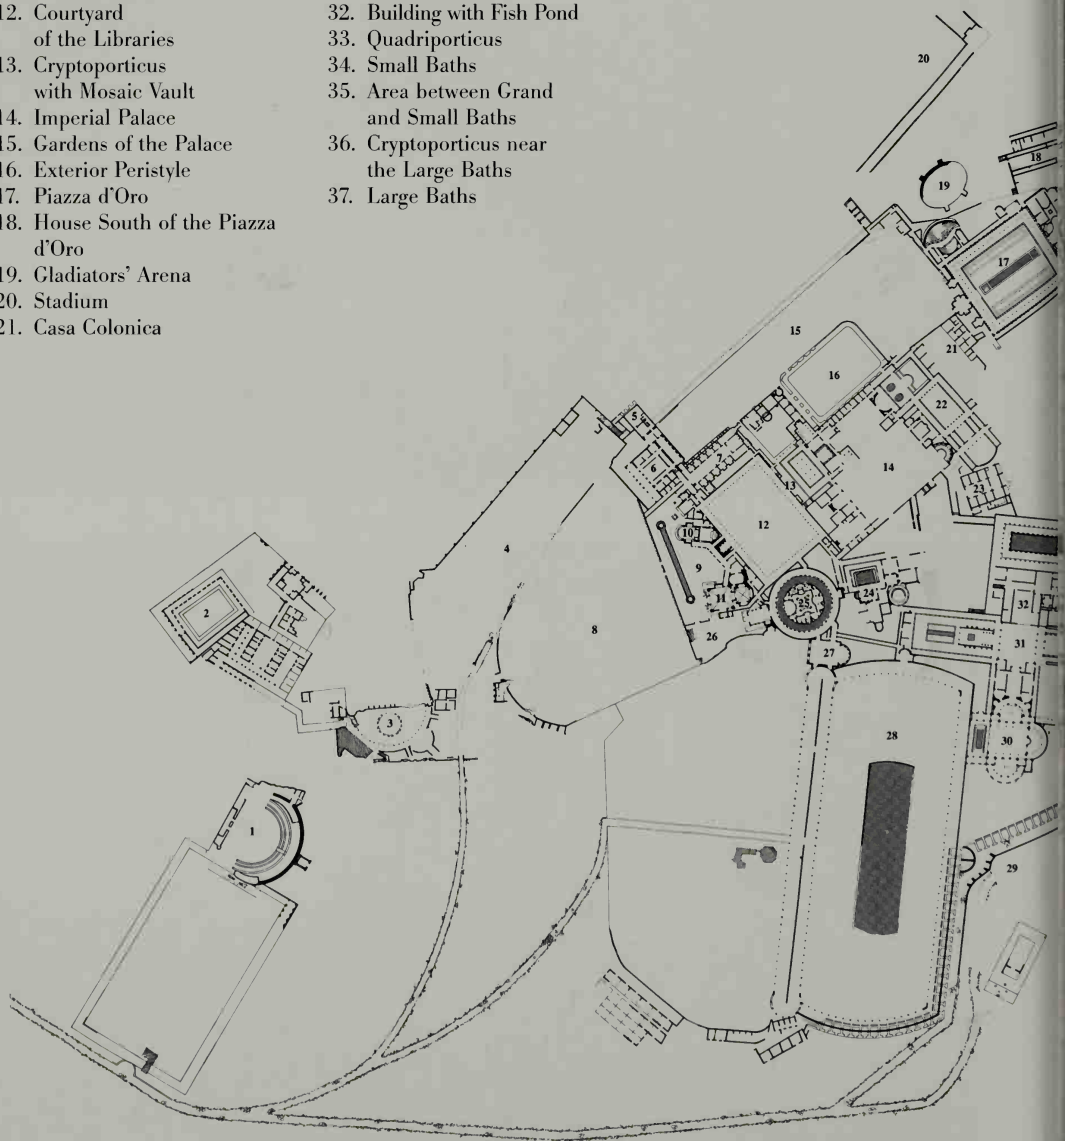 12. Courtyard
of the Libraries
13. Cryptoporticus
with Mosaic Vault
14. Imperial Palace
15. Gardens of the Palace
16. Exterior Peristyle
17. Piazza d'Oro
18. House South of the Piazza
d'Oro
19. Gladiators' Arena
20. Stadium
21. Casa Colonica
32. Building with Fish Pond
33. Quadriporticus
34. Small Baths
35. Area between Grand
and Small Baths
36. Cryptoporticus near
the Large Baths
37. Large Baths
20
18
19
17
15
21
16
22
5
6
7
14
13
23
12
10
4
9
11
24
25
32
2
8
26
27
31
3
28
30
1
29